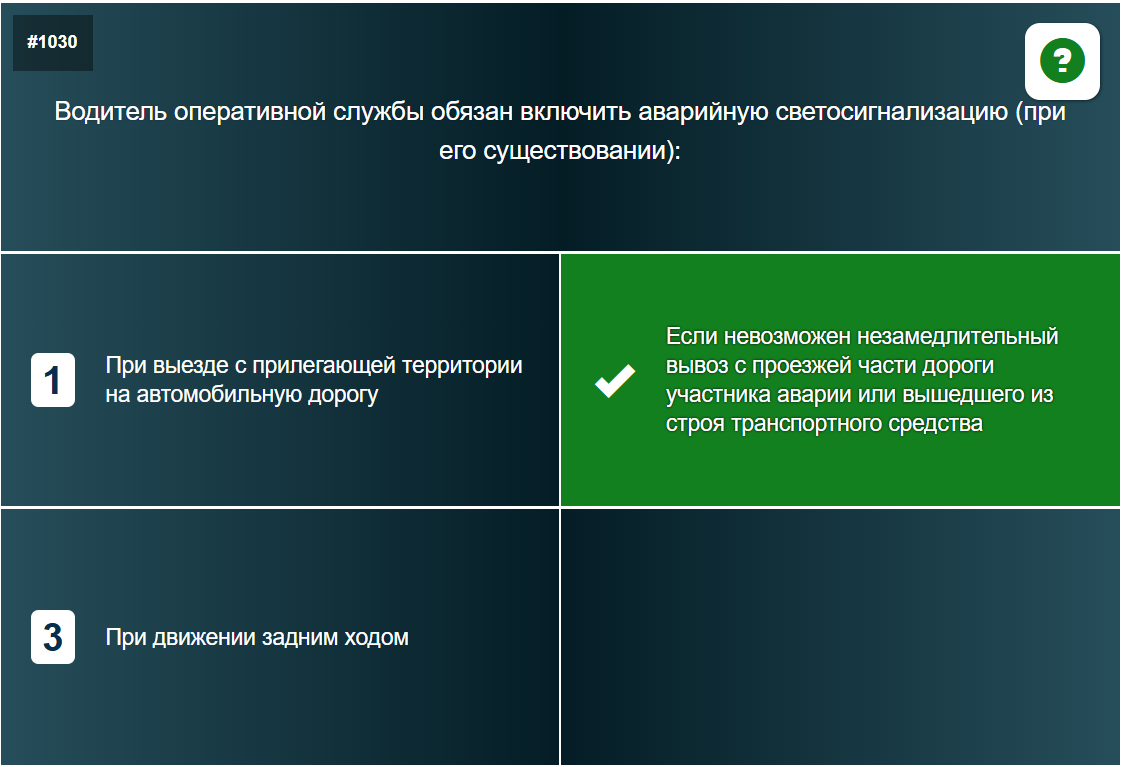 #1030
?
Водитель оперативной службы обязан включить аварийную светосигнализацию (при
его существовании):
1
При выезде с прилегающей территории
на автомобильную дорогу
Если невозможен незамедлительный
вывоз с проезжей части дороги
участника аварии или вышедшего из
строя транспортного средства
3
При движении задним ходом